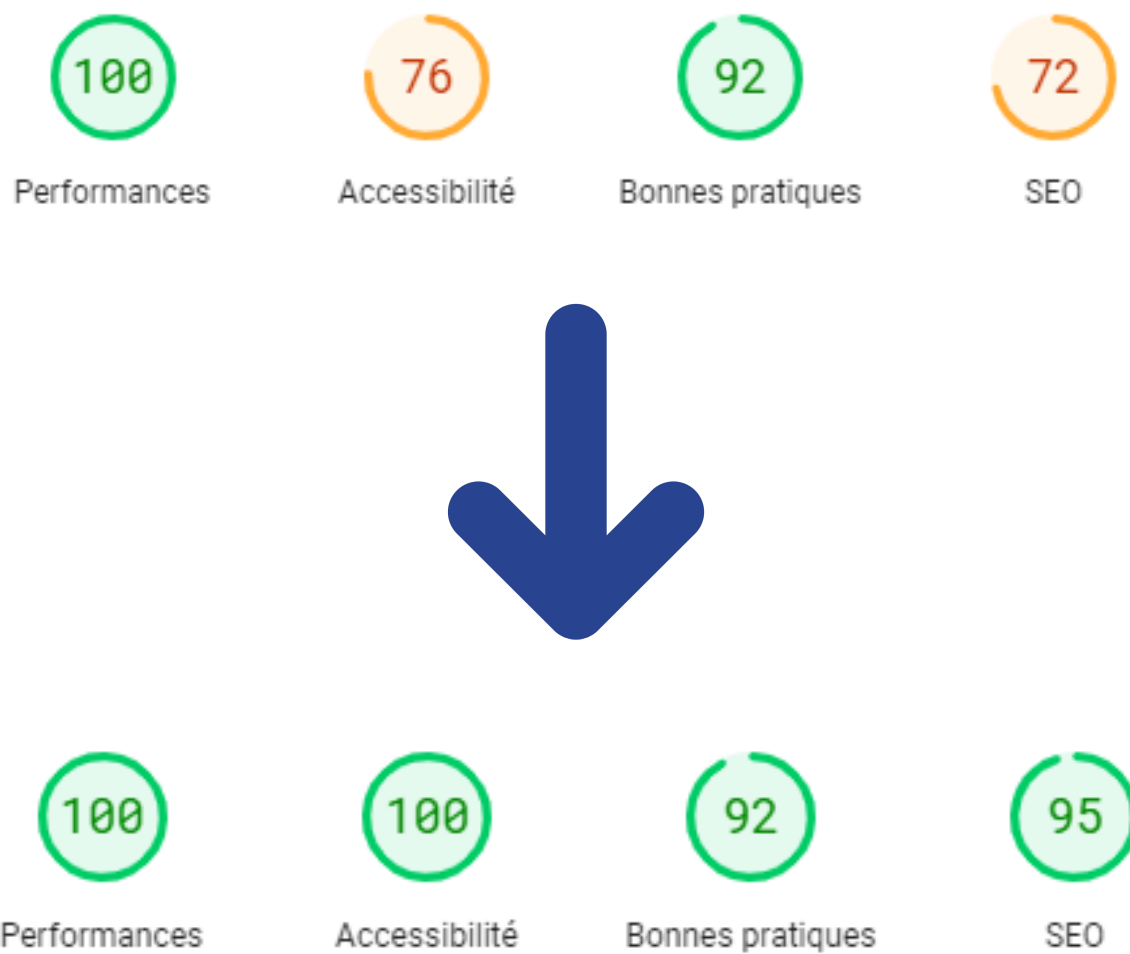 100 76 92 72
Performances Accessibilité Bonnes pratiques SEO
100 100 92 95
Performances Accessibilité Bonnes pratiques SEO